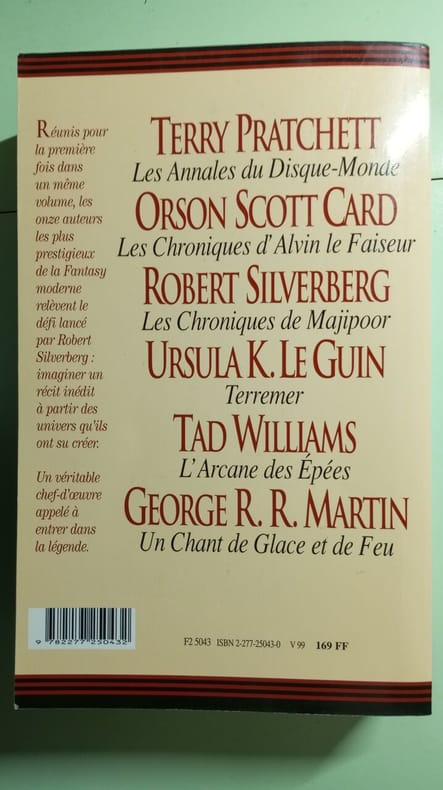 Réunis pour
la première
fois dans
un même
volume, les
onze auteurs
les plus
prestigieux
de la Fantasy
moderne
relèvent le
défi lancé
par Robert
Silverberg :
imaginer un
récit inédit
à partir des
univers qu'ils
ont su créer.
Un véritable
chef-d'œuvre
appelé à
entrer dans
la légende.
TERRY PRATCHETT
Les Annales du Disque-Monde
ORSON SCOTT CARD
Les Chroniques d'Alvin le Faiseur
ROBERT SILVERBERG
Les Chroniques de Majipoor
URSULA K. LE GUIN
Terremer
TAD WILLIAMS
L'Arcane des Épées
GEORGE R. R. MARTIN
Un Chant de Glace et de Feu
9 782277 250432
F2 5043 ISBN 2-277-25043-0 V 99 169 FF